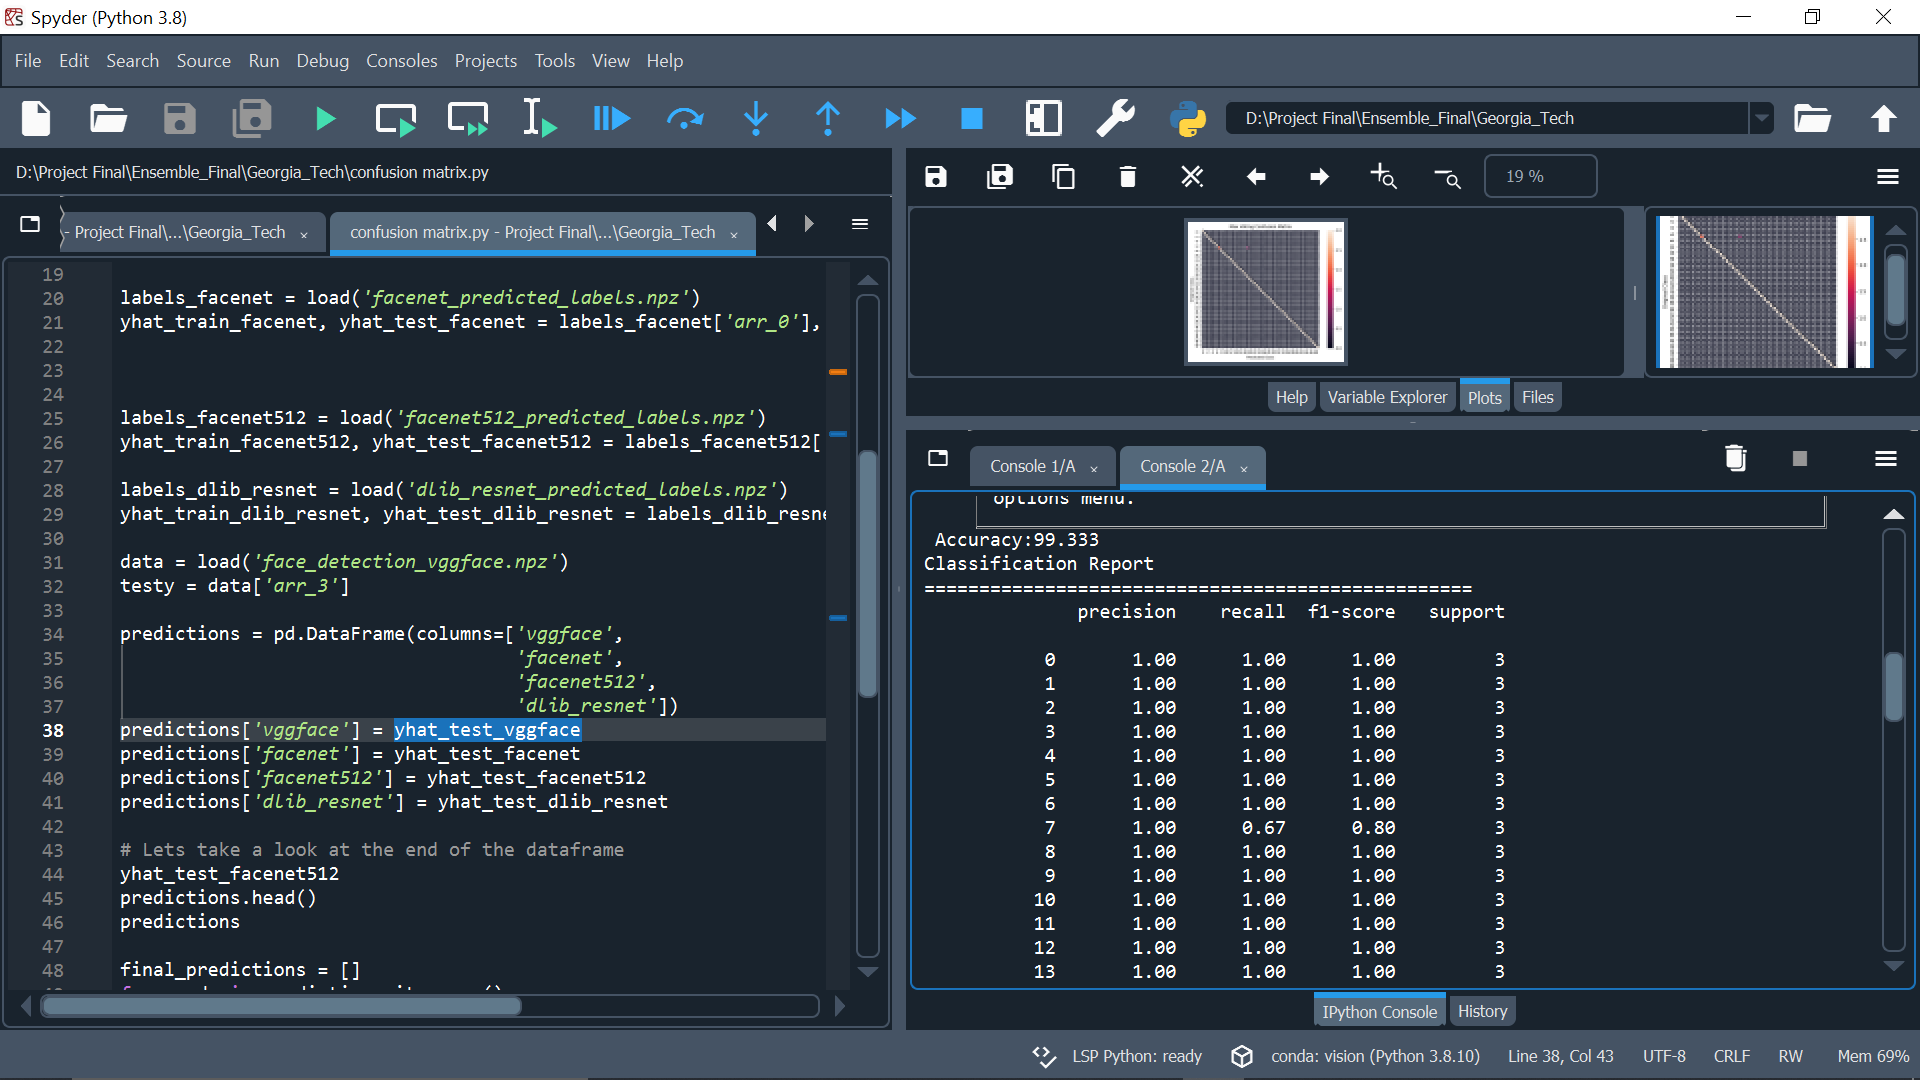 Spyder (Python 3.8)
File Edit Search Source Run Debug Consoles Projects Tools View Help
D:\Project Final\Ensemble_Final\Georgia_Tech
D:\Project Final\Ensemble_Final\Georgia_Tech\confusion matrix.py
- Project Final\...\Georgia_Tech
confusion matrix.py - Project Final\...\Georgia_Tech
19
20 labels_facenet = load('facenet_predicted_labels.npz')
21 yhat_train_facenet, yhat_test_facenet = labels_facenet['arr_0'],
22
23
24
25 labels_facenet512 = load('facenet512_predicted_labels.npz')
26 yhat_train_facenet512, yhat_test_facenet512 = labels_facenet512[
27
28 labels_dlib_resnet = load('dlib_resnet_predicted_labels.npz')
29 yhat_train_dlib_resnet, yhat_test_dlib_resnet = labels_dlib_resne
30
31 data = load('face_detection_vggface.npz')
32 testy = data['arr_3']
33
34 predictions = pd.DataFrame(columns=['vggface',
35 'facenet',
36 'facenet512',
37 'dlib_resnet'])
38 predictions['vggface'] = yhat_test_vggface
39 predictions['facenet'] = yhat_test_facenet
40 predictions['facenet512'] = yhat_test_facenet512
41 predictions['dlib_resnet'] = yhat_test_dlib_resnet
42
43 # Lets take a look at the end of the dataframe
44 yhat_test_facenet512
45 predictions.head()
46 predictions
47
48 final_predictions = []
19 %
Help Variable Explorer Plots Files
Console 1/A Console 2/A
options menu.
Accuracy:99.333
Classification Report
==================================================
precision recall f1-score support
0 1.00 1.00 1.00 3
1 1.00 1.00 1.00 3
2 1.00 1.00 1.00 3
3 1.00 1.00 1.00 3
4 1.00 1.00 1.00 3
5 1.00 1.00 1.00 3
6 1.00 1.00 1.00 3
7 1.00 0.67 0.80 3
8 1.00 1.00 1.00 3
9 1.00 1.00 1.00 3
10 1.00 1.00 1.00 3
11 1.00 1.00 1.00 3
12 1.00 1.00 1.00 3
13 1.00 1.00 1.00 3
IPython Console History
LSP Python: ready conda: vision (Python 3.8.10) Line 38, Col 43 UTF-8 CRLF RW Mem 69%